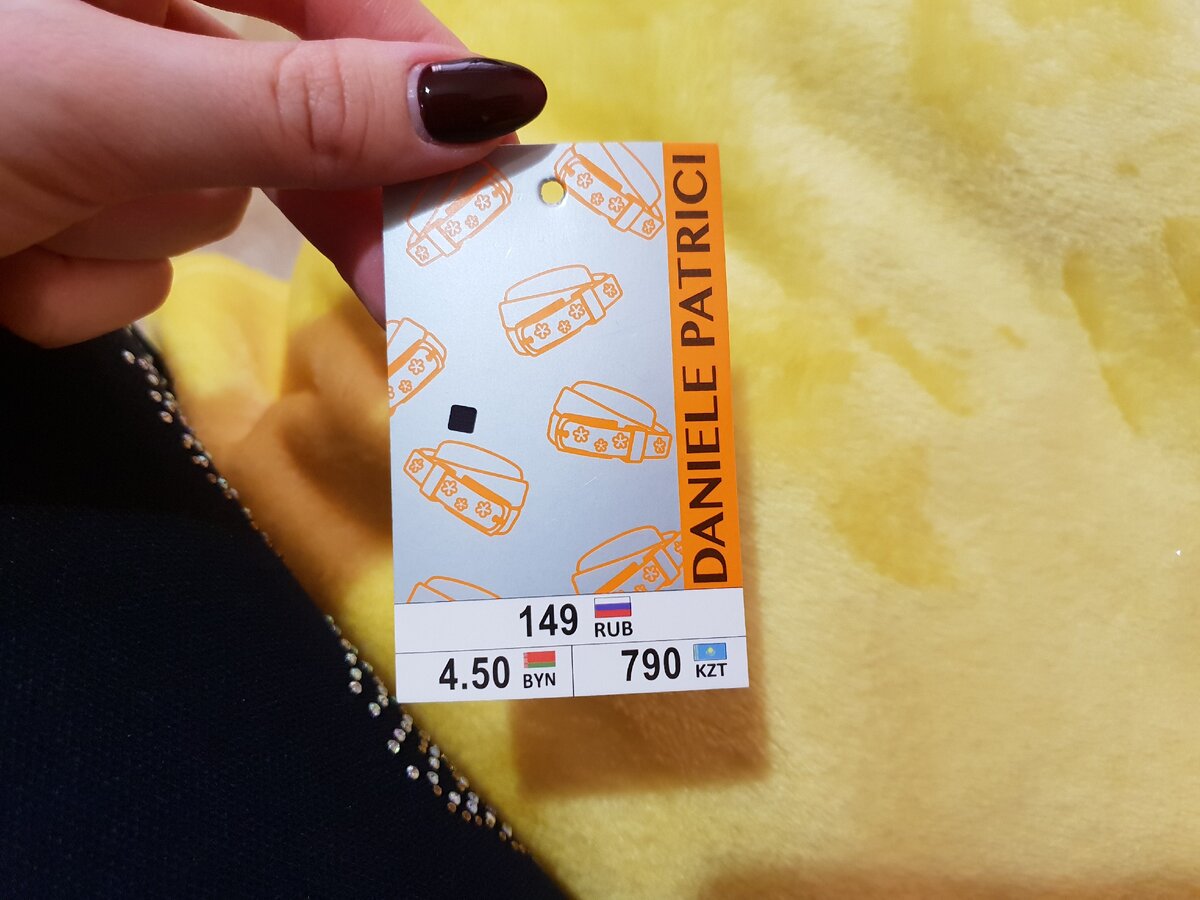 DANIELE PATRICI
149 RUB
4.50 BYN
790 KZT